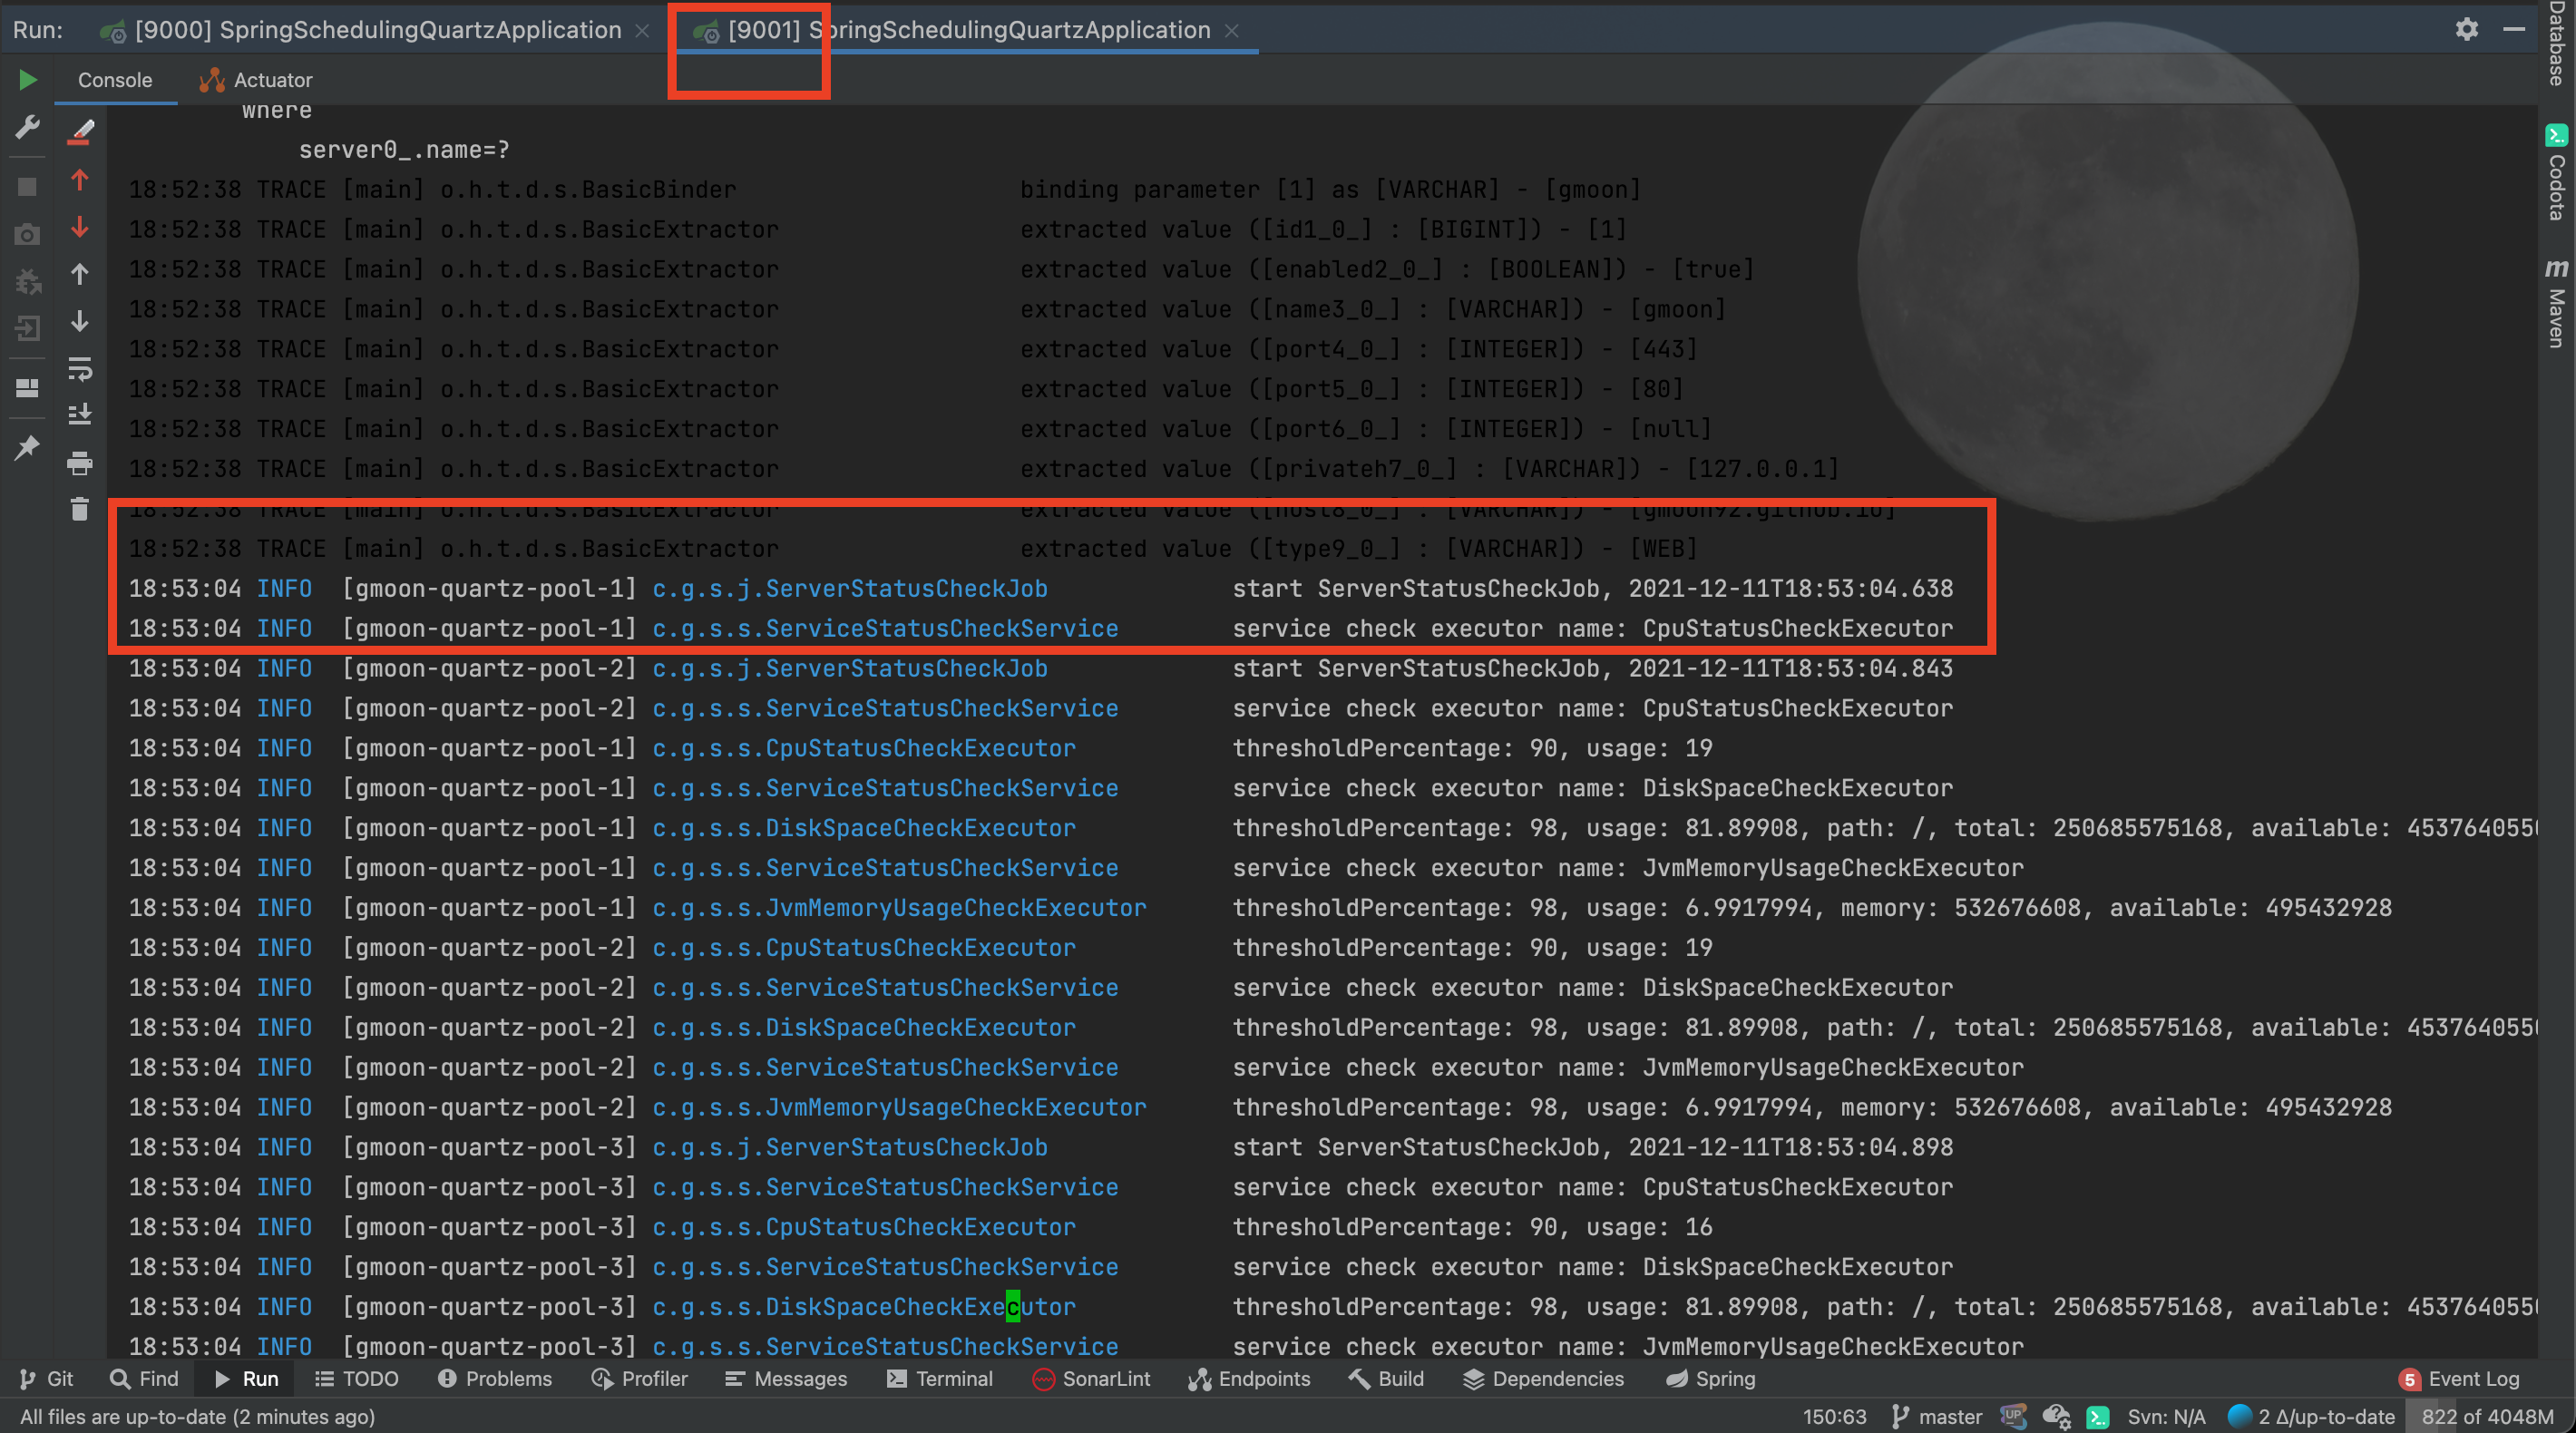 Run: [9000] SpringSchedulingQuartzApplication [9001] SpringSchedulingQuartzApplication
Console Actuator
where
server0_.name=?
18:52:38 TRACE [main] o.h.t.d.s.BasicBinder binding parameter [1] as [VARCHAR] - [gmoon]
18:52:38 TRACE [main] o.h.t.d.s.BasicExtractor extracted value ([id1_0_] : [BIGINT]) - [1]
18:52:38 TRACE [main] o.h.t.d.s.BasicExtractor extracted value ([enabled2_0_] : [BOOLEAN]) - [true]
18:52:38 TRACE [main] o.h.t.d.s.BasicExtractor extracted value ([name3_0_] : [VARCHAR]) - [gmoon]
18:52:38 TRACE [main] o.h.t.d.s.BasicExtractor extracted value ([port4_0_] : [INTEGER]) - [443]
18:52:38 TRACE [main] o.h.t.d.s.BasicExtractor extracted value ([port5_0_] : [INTEGER]) - [80]
18:52:38 TRACE [main] o.h.t.d.s.BasicExtractor extracted value ([port6_0_] : [INTEGER]) - [null]
18:52:38 TRACE [main] o.h.t.d.s.BasicExtractor extracted value ([privateh7_0_] : [VARCHAR]) - [127.0.0.1]
18:52:38 TRACE [main] o.h.t.d.s.BasicExtractor extracted value ([host8_0_] : [VARCHAR]) - [gmoon92.github.io]
18:52:38 TRACE [main] o.h.t.d.s.BasicExtractor extracted value ([type9_0_] : [VARCHAR]) - [WEB]
18:53:04 INFO [gmoon-quartz-pool-1] c.g.s.j.ServerStatusCheckJob start ServerStatusCheckJob, 2021-12-11T18:53:04.638
18:53:04 INFO [gmoon-quartz-pool-1] c.g.s.s.ServiceStatusCheckService service check executor name: CpuStatusCheckExecutor
18:53:04 INFO [gmoon-quartz-pool-2] c.g.s.j.ServerStatusCheckJob start ServerStatusCheckJob, 2021-12-11T18:53:04.843
18:53:04 INFO [gmoon-quartz-pool-2] c.g.s.s.ServiceStatusCheckService service check executor name: CpuStatusCheckExecutor
18:53:04 INFO [gmoon-quartz-pool-1] c.g.s.s.CpuStatusCheckExecutor thresholdPercentage: 90, usage: 19
18:53:04 INFO [gmoon-quartz-pool-1] c.g.s.s.ServiceStatusCheckService service check executor name: DiskSpaceCheckExecutor
18:53:04 INFO [gmoon-quartz-pool-1] c.g.s.s.DiskSpaceCheckExecutor thresholdPercentage: 98, usage: 81.89908, path: /, total: 250685575168, available: 4537640550
18:53:04 INFO [gmoon-quartz-pool-1] c.g.s.s.ServiceStatusCheckService service check executor name: JvmMemoryUsageCheckExecutor
18:53:04 INFO [gmoon-quartz-pool-1] c.g.s.s.JvmMemoryUsageCheckExecutor thresholdPercentage: 98, usage: 6.9917994, memory: 532676608, available: 495432928
18:53:04 INFO [gmoon-quartz-pool-2] c.g.s.s.CpuStatusCheckExecutor thresholdPercentage: 90, usage: 19
18:53:04 INFO [gmoon-quartz-pool-2] c.g.s.s.ServiceStatusCheckService service check executor name: DiskSpaceCheckExecutor
18:53:04 INFO [gmoon-quartz-pool-2] c.g.s.s.DiskSpaceCheckExecutor thresholdPercentage: 98, usage: 81.89908, path: /, total: 250685575168, available: 4537640550
18:53:04 INFO [gmoon-quartz-pool-2] c.g.s.s.ServiceStatusCheckService service check executor name: JvmMemoryUsageCheckExecutor
18:53:04 INFO [gmoon-quartz-pool-2] c.g.s.s.JvmMemoryUsageCheckExecutor thresholdPercentage: 98, usage: 6.9917994, memory: 532676608, available: 495432928
18:53:04 INFO [gmoon-quartz-pool-3] c.g.s.j.ServerStatusCheckJob start ServerStatusCheckJob, 2021-12-11T18:53:04.898
18:53:04 INFO [gmoon-quartz-pool-3] c.g.s.s.ServiceStatusCheckService service check executor name: CpuStatusCheckExecutor
18:53:04 INFO [gmoon-quartz-pool-3] c.g.s.s.CpuStatusCheckExecutor thresholdPercentage: 90, usage: 16
18:53:04 INFO [gmoon-quartz-pool-3] c.g.s.s.ServiceStatusCheckService service check executor name: DiskSpaceCheckExecutor
18:53:04 INFO [gmoon-quartz-pool-3] c.g.s.s.DiskSpaceCheckExecutor thresholdPercentage: 98, usage: 81.89908, path: /, total: 250685575168, available: 4537640550
18:53:04 INFO [gmoon-quartz-pool-3] c.g.s.s.ServiceStatusCheckService service check executor name: JvmMemoryUsageCheckExecutor
Database
Codota
m Maven
Git Find Run TODO Problems Profiler Messages Terminal SonarLint Endpoints Build Dependencies Spring 5 Event Log
All files are up-to-date (2 minutes ago) 150:63 master UP Svn: N/A 2 Δ/up-to-date 822 of 4048M